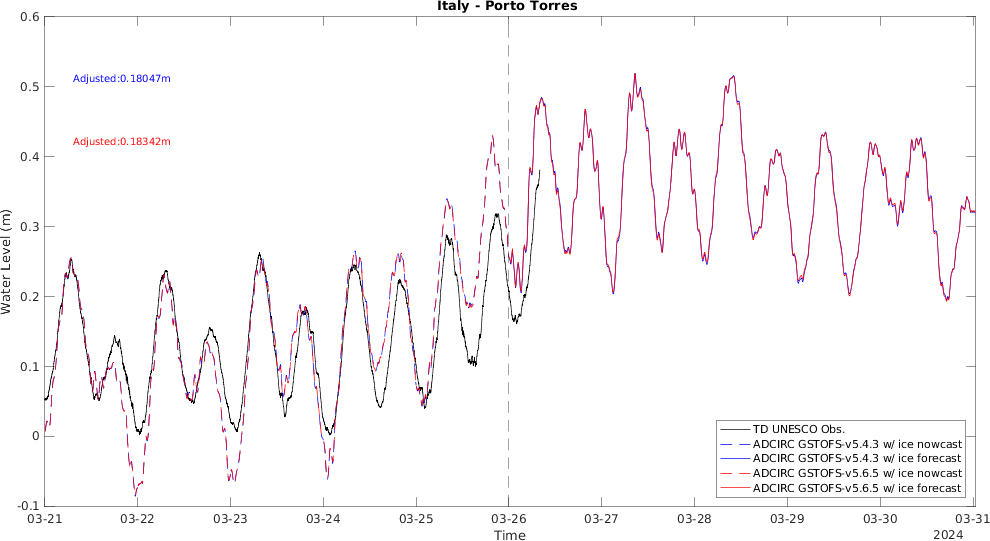 Italy - Porto Torres
Water Level (m)
0.6
0.5
0.4
0.3
0.2
0.1
0
-0.1
Adjusted:0.18047m
Adjusted:0.18342m
TD UNESCO Obs.
ADCIRC GSTOFS-v5.4.3 w/ ice nowcast
ADCIRC GSTOFS-v5.4.3 w/ ice forecast
ADCIRC GSTOFS-v5.6.5 w/ ice nowcast
ADCIRC GSTOFS-v5.6.5 w/ ice forecast
03-21 03-22 03-23 03-24 03-25 03-26 03-27 03-28 03-29 03-30 03-31
Time
2024